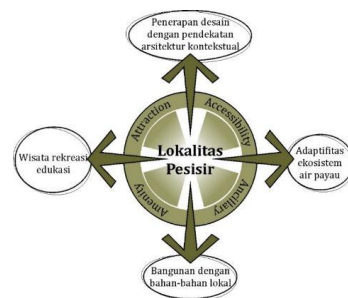 Penerapan desain
dengan pendekatan
arsitektur kontekstual
Attraction
Accessibility
Wisata rekreasi
edukasi
Lokalitas
Pesisir
Adaptifitas
ekosistem
air payau
Amenity
Ancillary
Bangunan dengan
bahan-bahan lokal